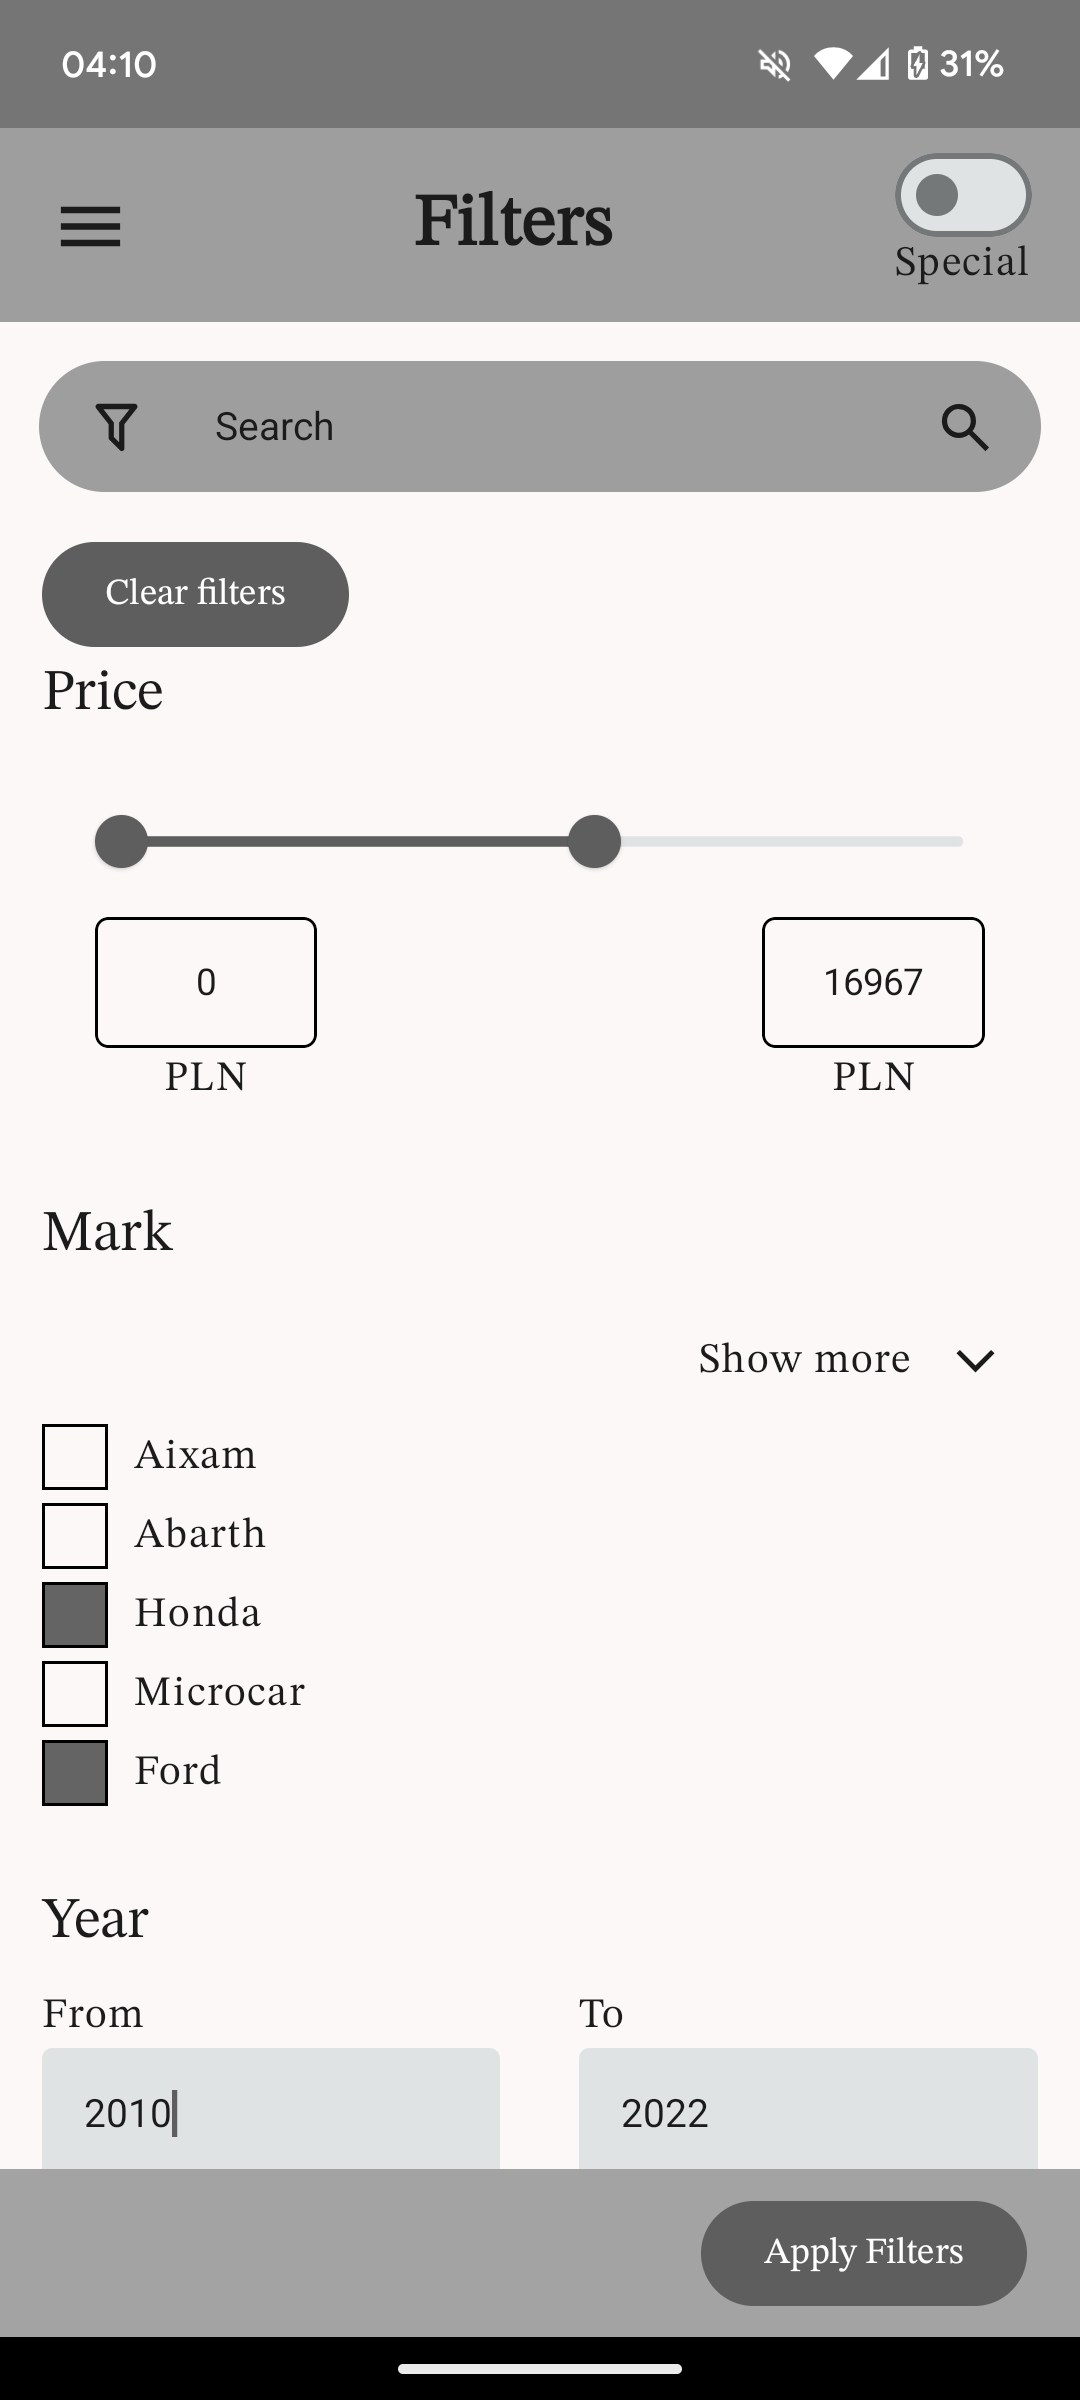 04:10
31%
Filters
Special
Search
Clear filters
Price
0
16967
PLN
PLN
Mark
Show more
Aixam
Abarth
Honda
Microcar
Ford
Year
From
To
2010
2022
Apply Filters